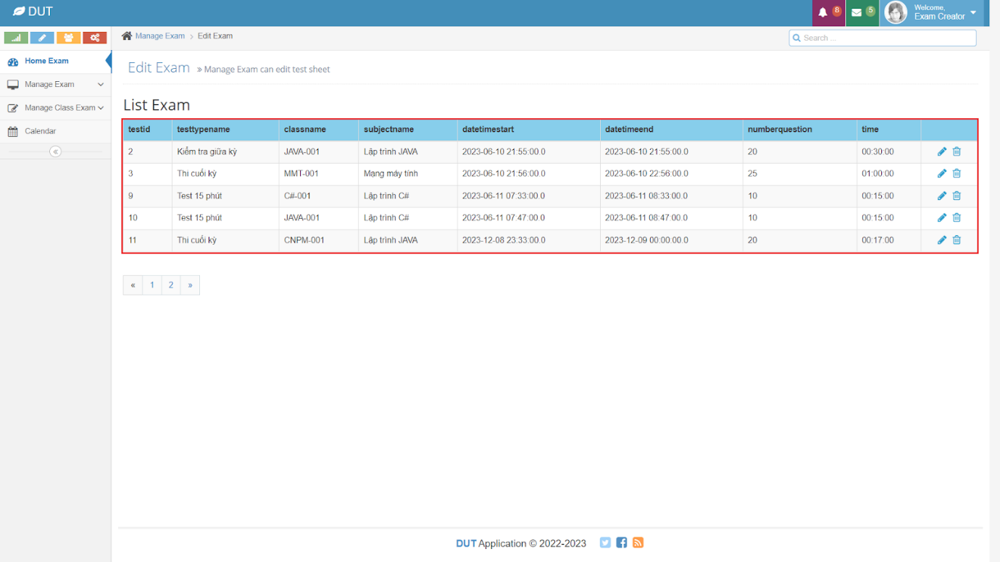 DUT
8
5
Welcome,
Exam Creator
Manage Exam
Edit Exam
Search ...
Home Exam
Manage Exam
Manage Class Exam
Calendar
Edit Exam » Manage Exam can edit test sheet
List Exam
testid testtypename classname subjectname datetimestart datetimeend numberquestion time
2 Kiểm tra giữa kỳ JAVA-001 Lập trình JAVA 2023-06-10 21:55:00.0 2023-06-10 21:55:00.0 20 00:30:00
3 Thi cuối kỳ MMT-001 Mạng máy tính 2023-06-10 21:56:00.0 2023-06-10 22:56:00.0 25 01:00:00
9 Test 15 phút C#-001 Lập trình C# 2023-06-11 07:33:00.0 2023-06-11 08:33:00.0 10 00:15:00
10 Test 15 phút JAVA-001 Lập trình C# 2023-06-11 07:47:00.0 2023-06-11 08:47:00.0 10 00:15:00
11 Thi cuối kỳ CNPM-001 Lập trình JAVA 2023-12-08 23:33:00.0 2023-12-09 00:00:00.0 20 00:17:00
« 1 2 »
DUT Application © 2022-2023